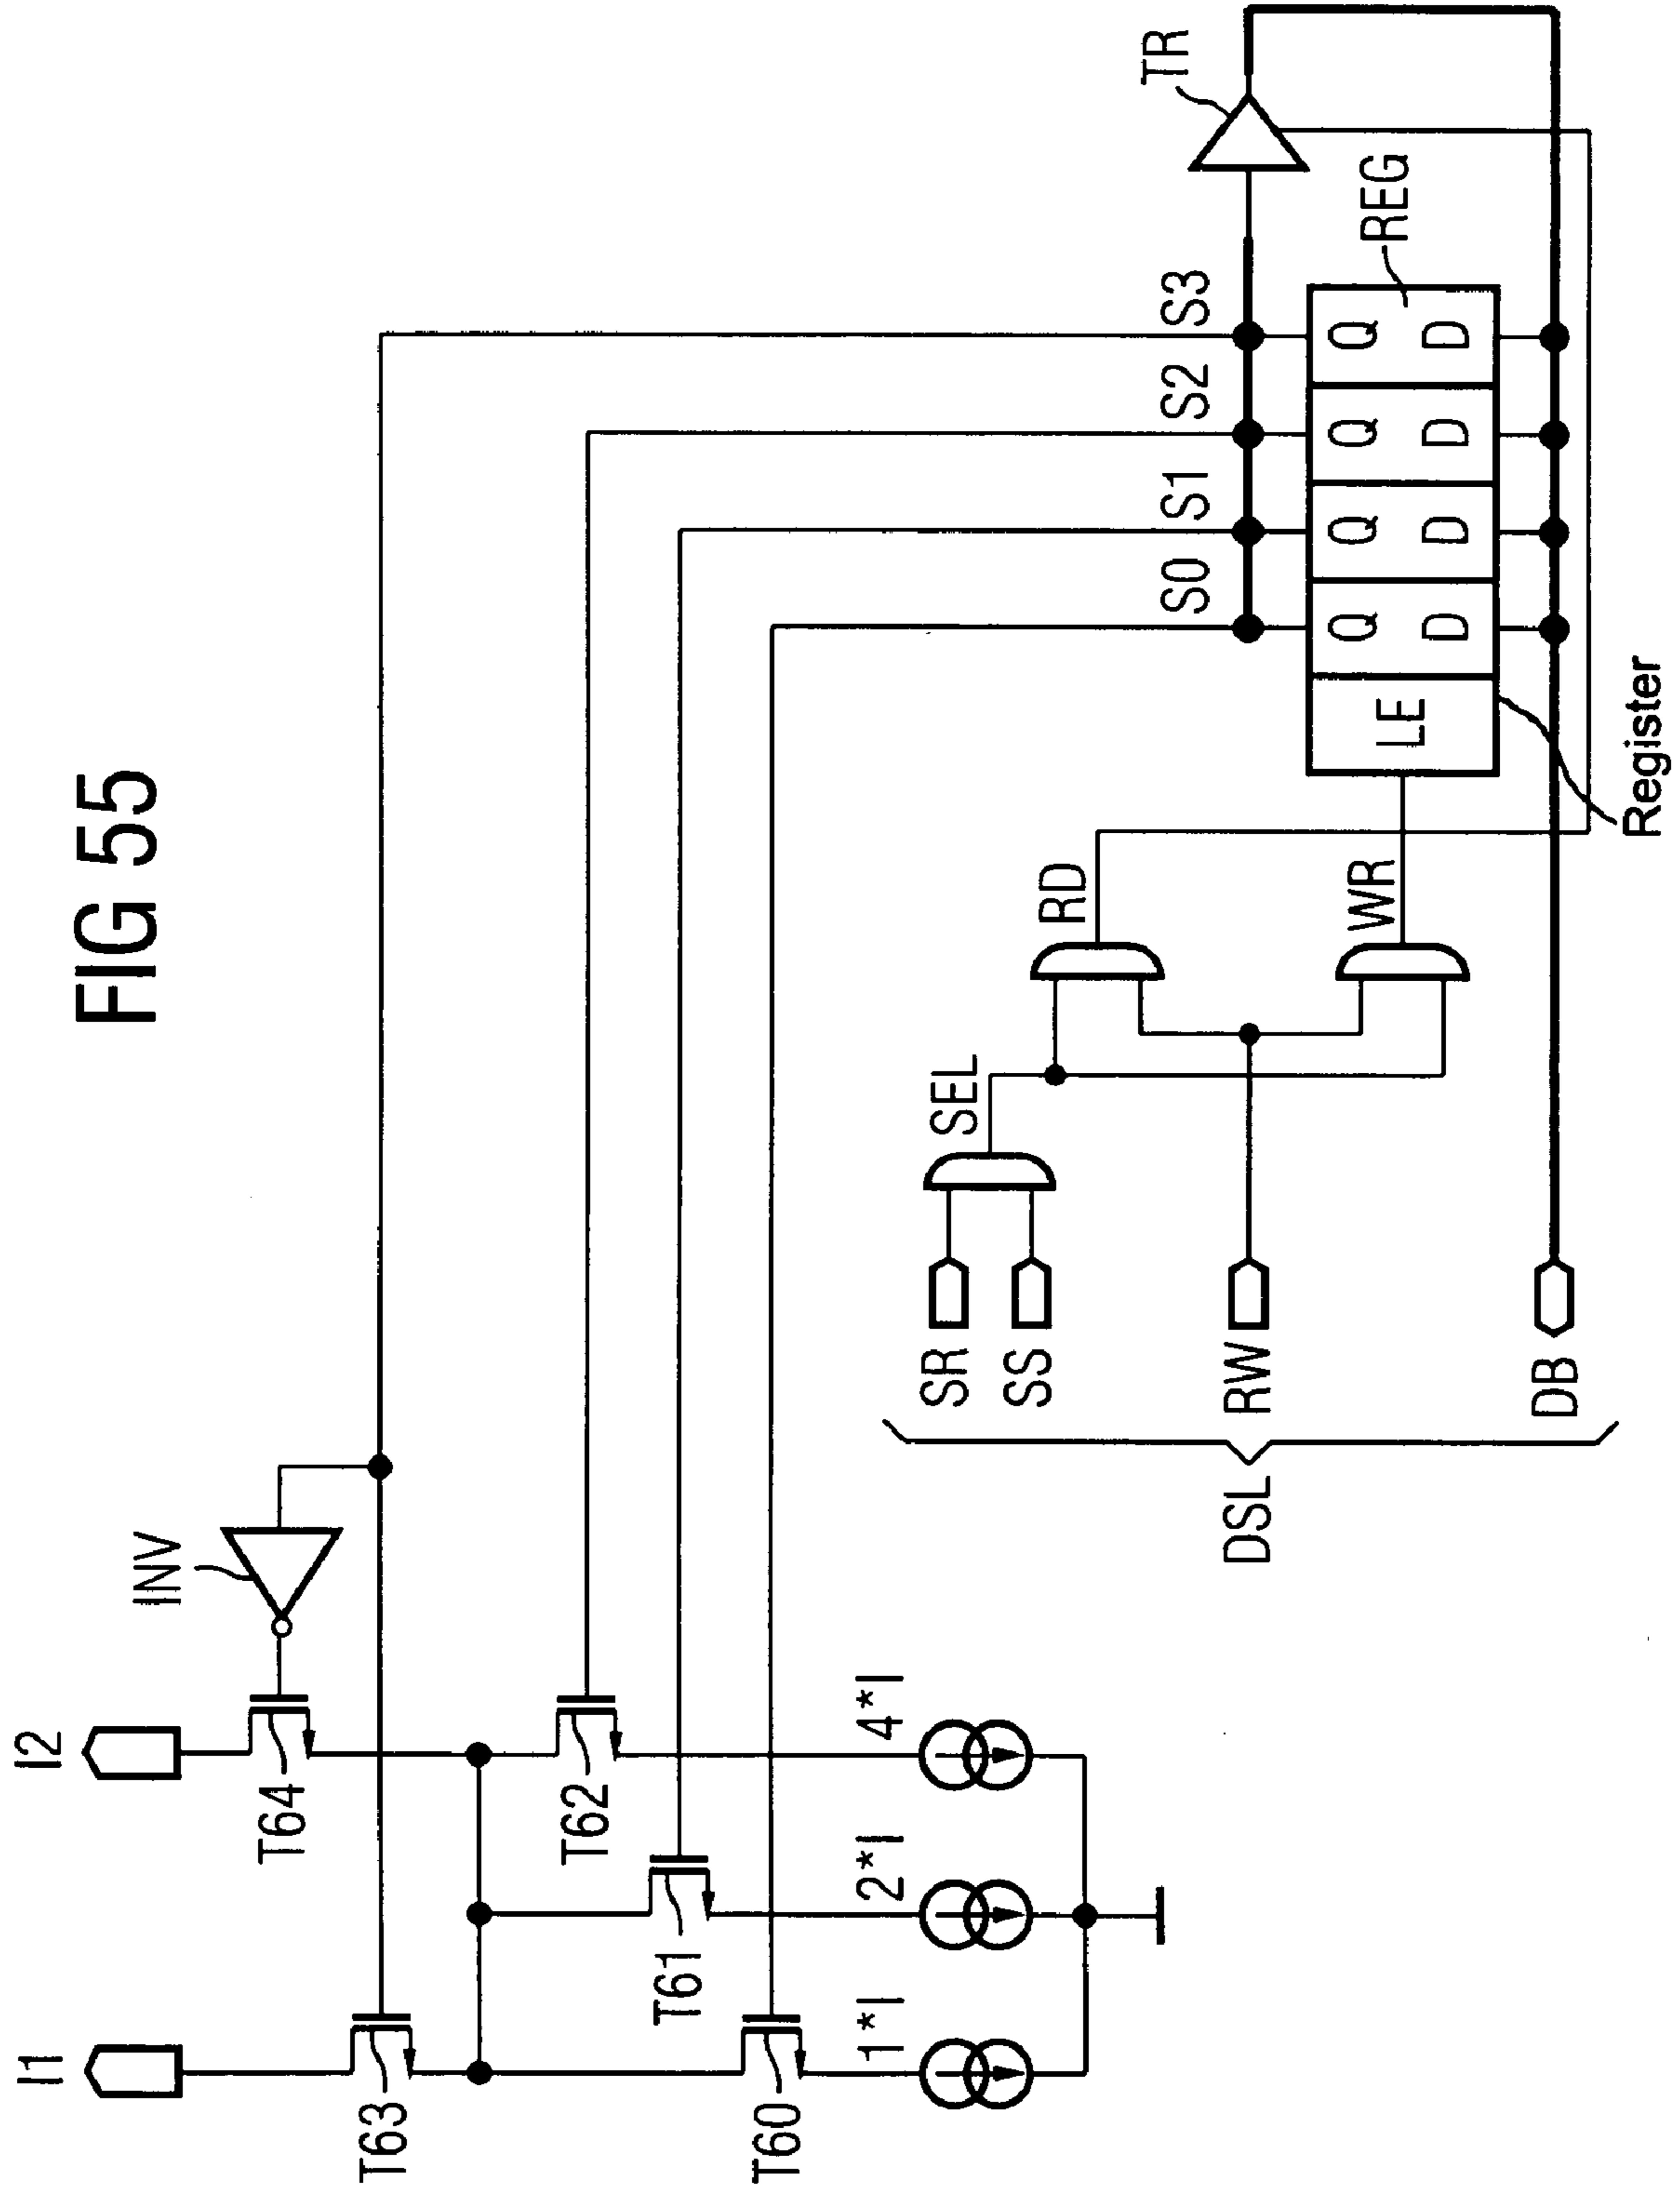 FIG 55
I1
I2
INV
T63
T64
T62
T61
T60
1*I
2*I
4*I
S0
S1
S2
S3
TR
SEL
RD
WR
SR
SS
RW
DB
DSL
LE
Q
Q
Q
Q
D
D
D
D
REG
Register